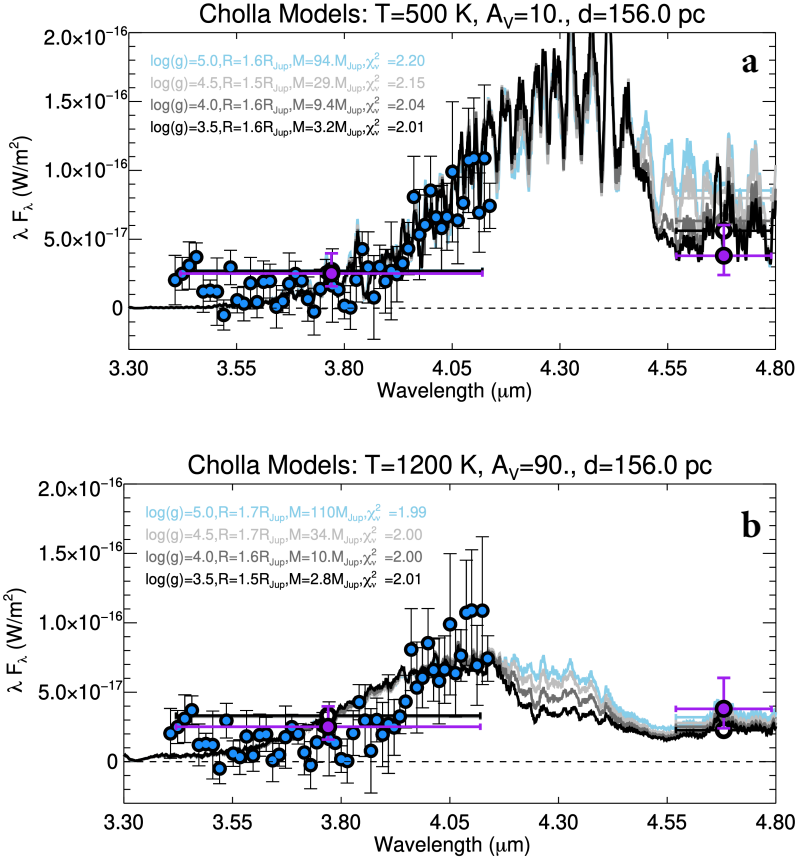 Cholla Models: T=500 K, A_V=10., d=156.0 pc
2.0×10⁻¹⁶
1.5×10⁻¹⁶
1.0×10⁻¹⁶
5.0×10⁻¹⁷
0
λ F_λ (W/m²)
log(g)=5.0,R=1.6R_Jup,M=94.M_Jup,χ²_ν =2.20
log(g)=4.5,R=1.5R_Jup,M=29.M_Jup,χ²_ν =2.15
log(g)=4.0,R=1.6R_Jup,M=9.4M_Jup,χ²_ν =2.04
log(g)=3.5,R=1.6R_Jup,M=3.2M_Jup,χ²_ν =2.01
a
3.30 3.55 3.80 4.05 4.30 4.55 4.80
Wavelength (μm)
Cholla Models: T=1200 K, A_V=90., d=156.0 pc
2.0×10⁻¹⁶
1.5×10⁻¹⁶
1.0×10⁻¹⁶
5.0×10⁻¹⁷
0
λ F_λ (W/m²)
log(g)=5.0,R=1.7R_Jup,M=110M_Jup,χ²_ν =1.99
log(g)=4.5,R=1.7R_Jup,M=34.M_Jup,χ²_ν =2.00
log(g)=4.0,R=1.6R_Jup,M=10.M_Jup,χ²_ν =2.00
log(g)=3.5,R=1.5R_Jup,M=2.8M_Jup,χ²_ν =2.01
b
3.30 3.55 3.80 4.05 4.30 4.55 4.80
Wavelength (μm)